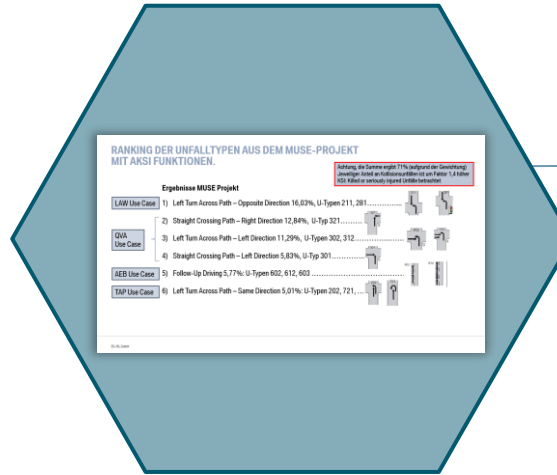 RANKING DER UNFALLTYPEN AUS DEM MUSE-PROJEKT
MIT AKSI FUNKTIONEN.
Achtung, die Summe ergibt 71% (aufgrund der Gewichtung)
Jeweiliger Anteil an Kollisionsunfällen ist um Faktor 1,4 höher
KSI: Killed or seriously injured Unfälle betrachtet
Ergebnisse MUSE Projekt
LAW Use Case
1) Left Turn Across Path – Opposite Direction 16,03%, U-Typen 211, 281
QVA
Use Case
2) Straight Crossing Path – Right Direction 12,84%, U-Typ 321
3) Left Turn Across Path – Left Direction 11,29%, U-Typen 302, 312
4) Straight Crossing Path – Left Direction 5,83%, U-Typ 301
AEB Use Case
5) Follow-Up Driving 5,77%: U-Typen 602, 612, 603
TAP Use Case
6) Left Turn Across Path – Same Direction 5,01%: U-Typen 202, 721, ...